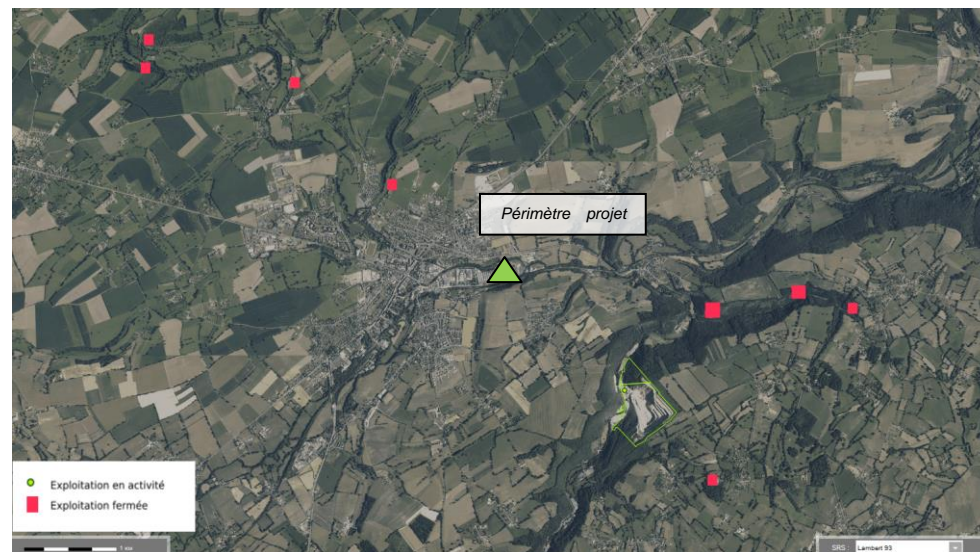 Périmètre projet
Exploitation en activité
Exploitation fermée
1 km
SRS Lambert 93